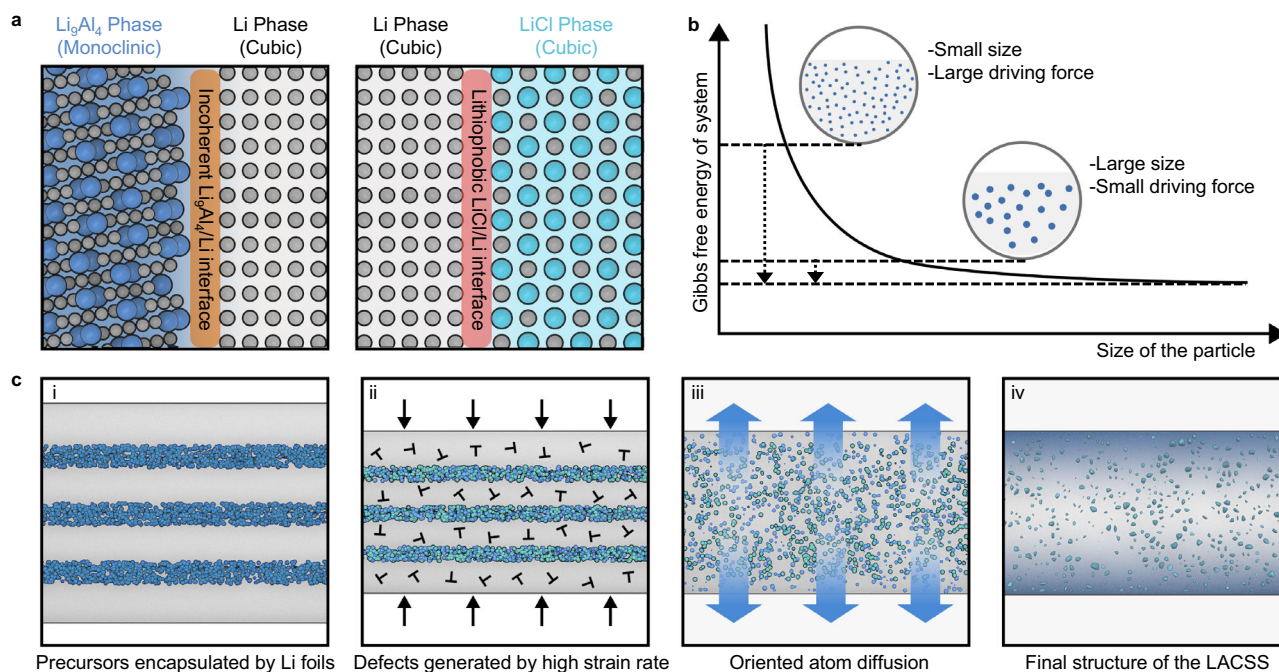 a
Li₉Al₄ Phase
(Monoclinic)
Li Phase
(Cubic)
Incoherent Li₉Al₄/Li interface
Li Phase
(Cubic)
LiCl Phase
(Cubic)
Lithiophobic LiCl/Li interface
b
Gibbs free energy of system
-Small size
-Large driving force
-Large size
-Small driving force
Size of the particle
c
i
Precursors encapsulated by Li foils
ii
Defects generated by high strain rate
iii
Oriented atom diffusion
iv
Final structure of the LACSS